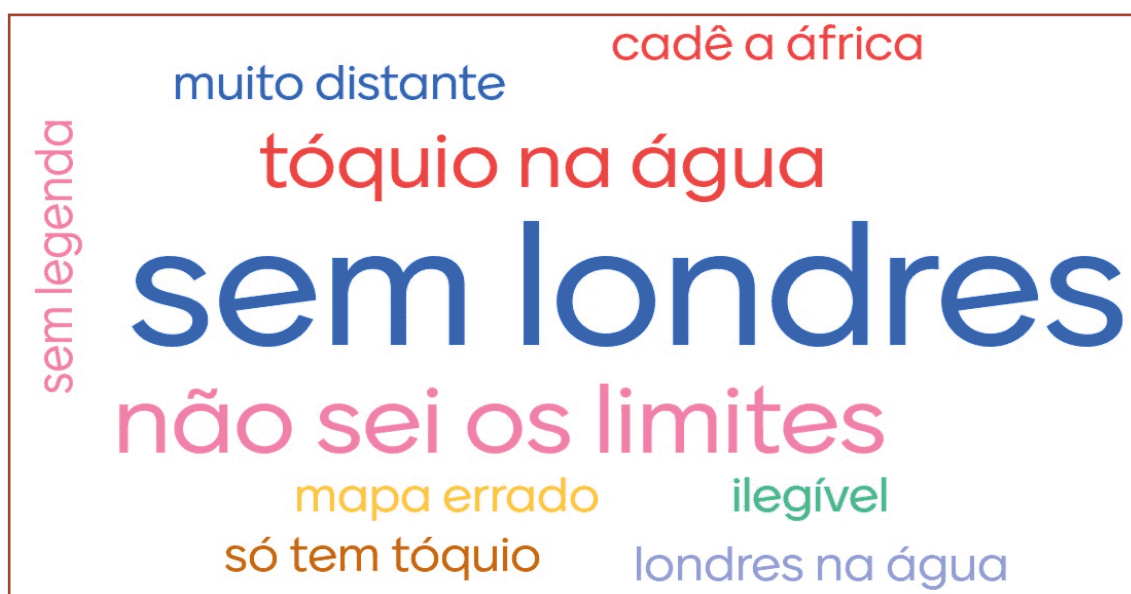 cadê a áfrica
muito distante
sem legenda
tóquio na água
sem londres
não sei os limites
mapa errado
ilegível
só tem tóquio
londres na água